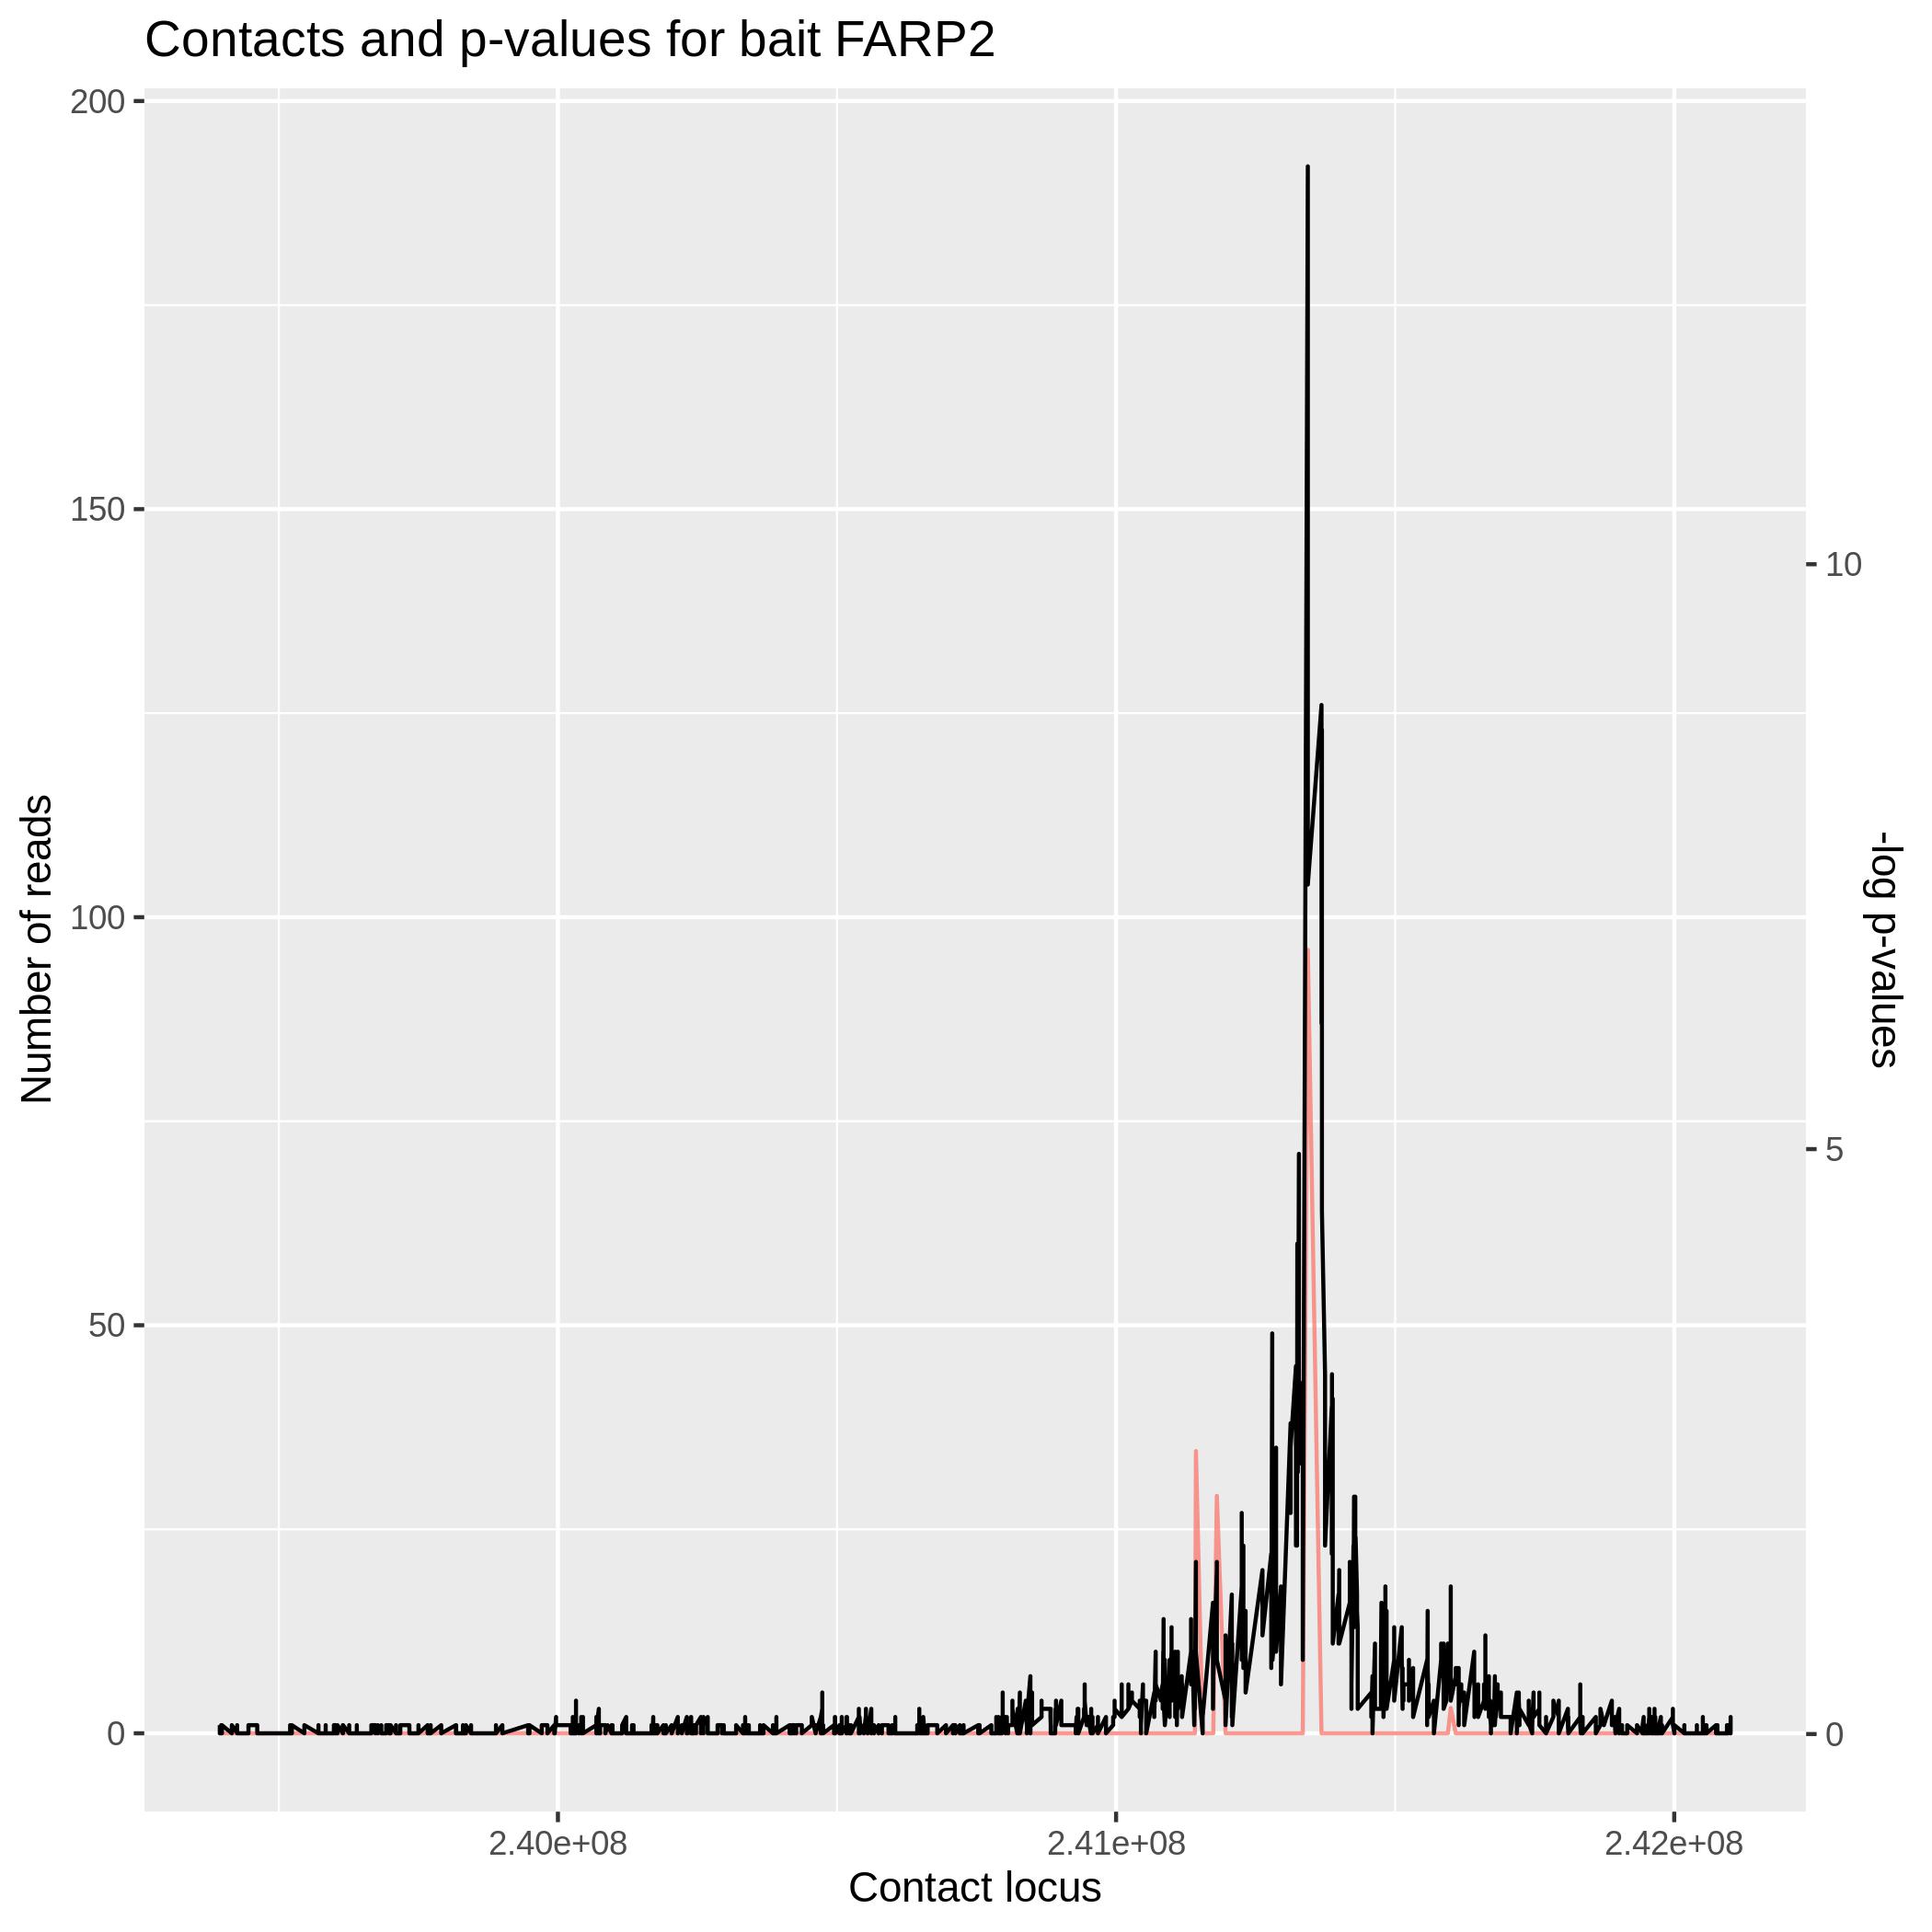 Contacts and p-values for bait FARP2
200
150
100
50
0
Number of reads
10
5
0
-log p-values
2.40e+08
2.41e+08
2.42e+08
Contact locus